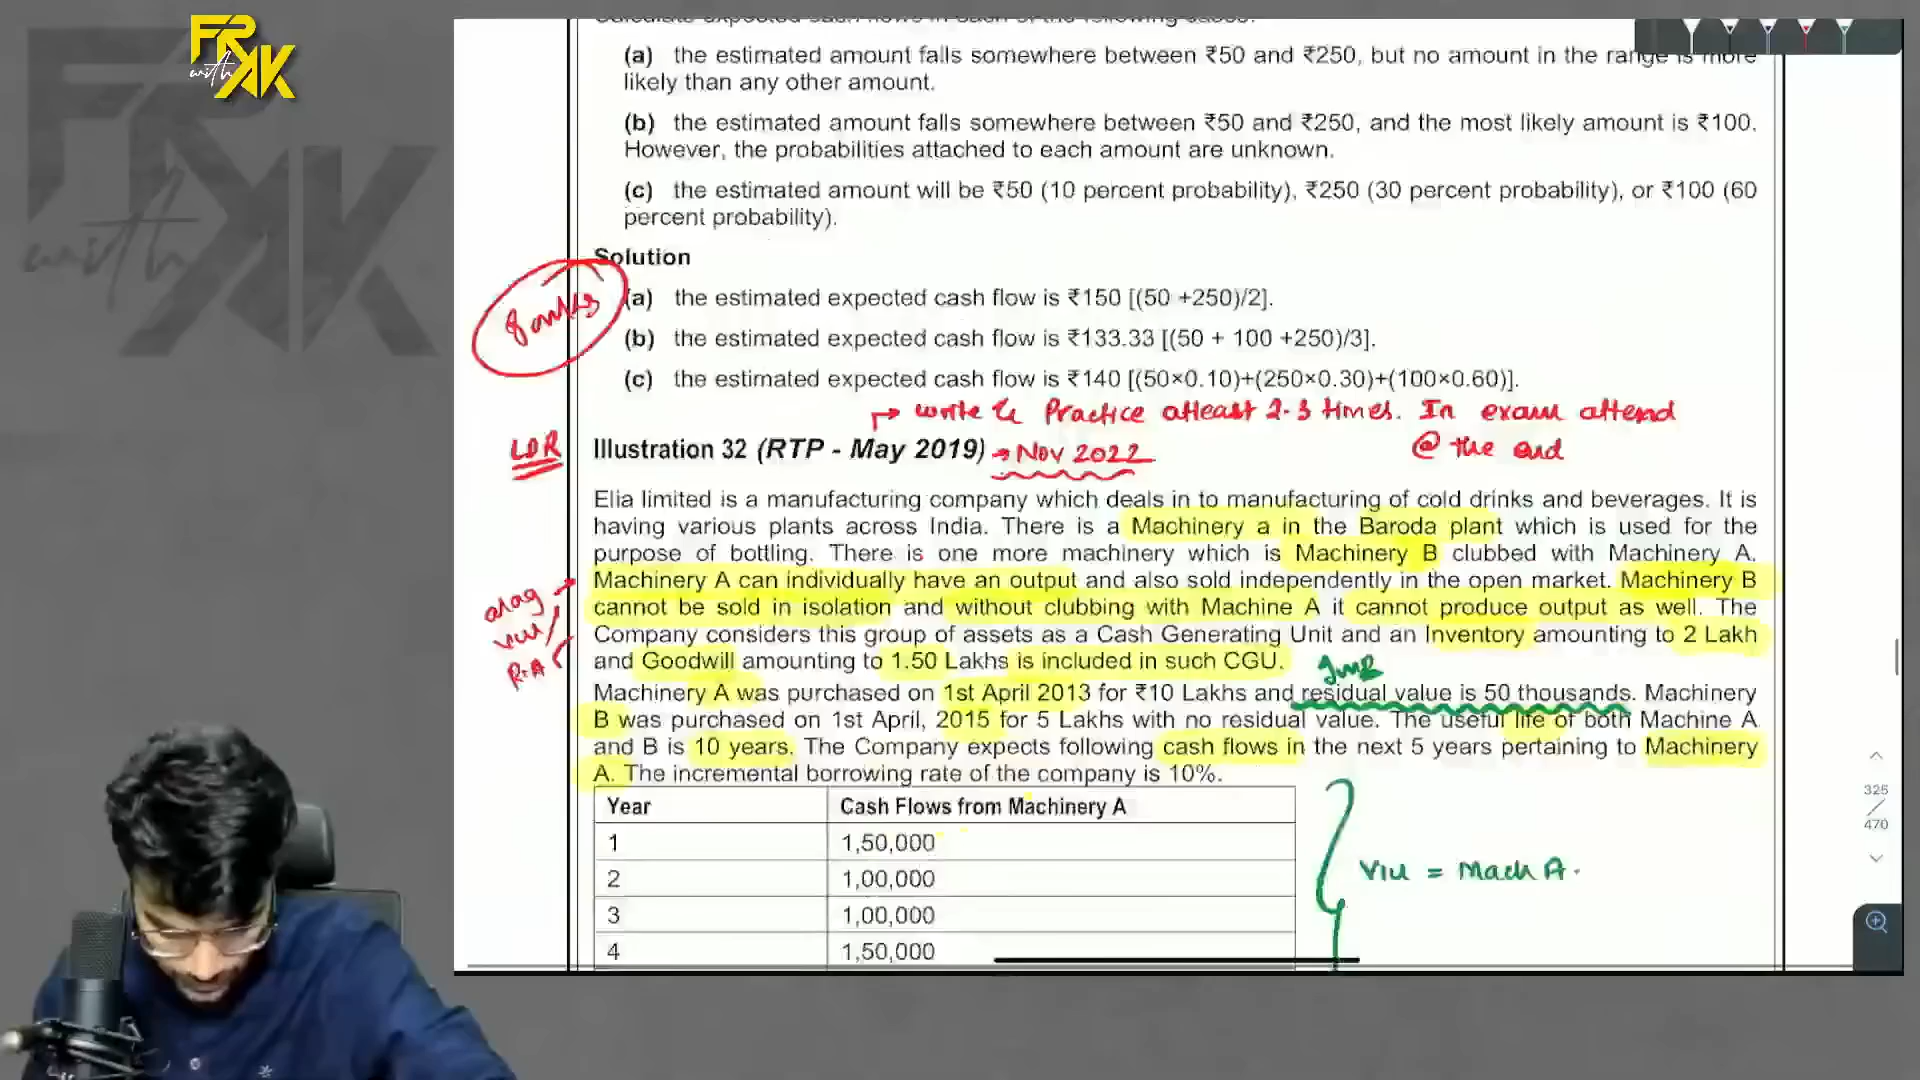 FR
with AK
(a) the estimated amount falls somewhere between ₹50 and ₹250, but no amount in the range is more
likely than any other amount.
(b) the estimated amount falls somewhere between ₹50 and ₹250, and the most likely amount is ₹100.
However, the probabilities attached to each amount are unknown.
(c) the estimated amount will be ₹50 (10 percent probability), ₹250 (30 percent probability), or ₹100 (60
percent probability).
Solution
(a) the estimated expected cash flow is ₹150 [(50 +250)/2].
(b) the estimated expected cash flow is ₹133.33 [(50 + 100 +250)/3].
(c) the estimated expected cash flow is ₹140 [(50×0.10)+(250×0.30)+(100×0.60)].
write & Practice atleast 2-3 times. In exam attend
@ the end
LDR
Illustration 32 (RTP - May 2019) → Nov 2022
Elia limited is a manufacturing company which deals in to manufacturing of cold drinks and beverages. It is
having various plants across India. There is a Machinery a in the Baroda plant which is used for the
purpose of bottling. There is one more machinery which is Machinery B clubbed with Machinery A.
Machinery A can individually have an output and also sold independently in the open market. Machinery B
cannot be sold in isolation and without clubbing with Machine A it cannot produce output as well. The
Company considers this group of assets as a Cash Generating Unit and an Inventory amounting to 2 Lakh
and Goodwill amounting to 1.50 Lakhs is included in such CGU.
alag
VIU
R.A
Machinery A was purchased on 1st April 2013 for ₹10 Lakhs and residual value is 50 thousands. Machinery
B was purchased on 1st April, 2015 for 5 Lakhs with no residual value. The useful life of both Machine A
and B is 10 years. The Company expects following cash flows in the next 5 years pertaining to Machinery
A. The incremental borrowing rate of the company is 10%.
Year Cash Flows from Machinery A
1 1,50,000
2 1,00,000
3 1,00,000
4 1,50,000
VIU = Mach A.
325
470